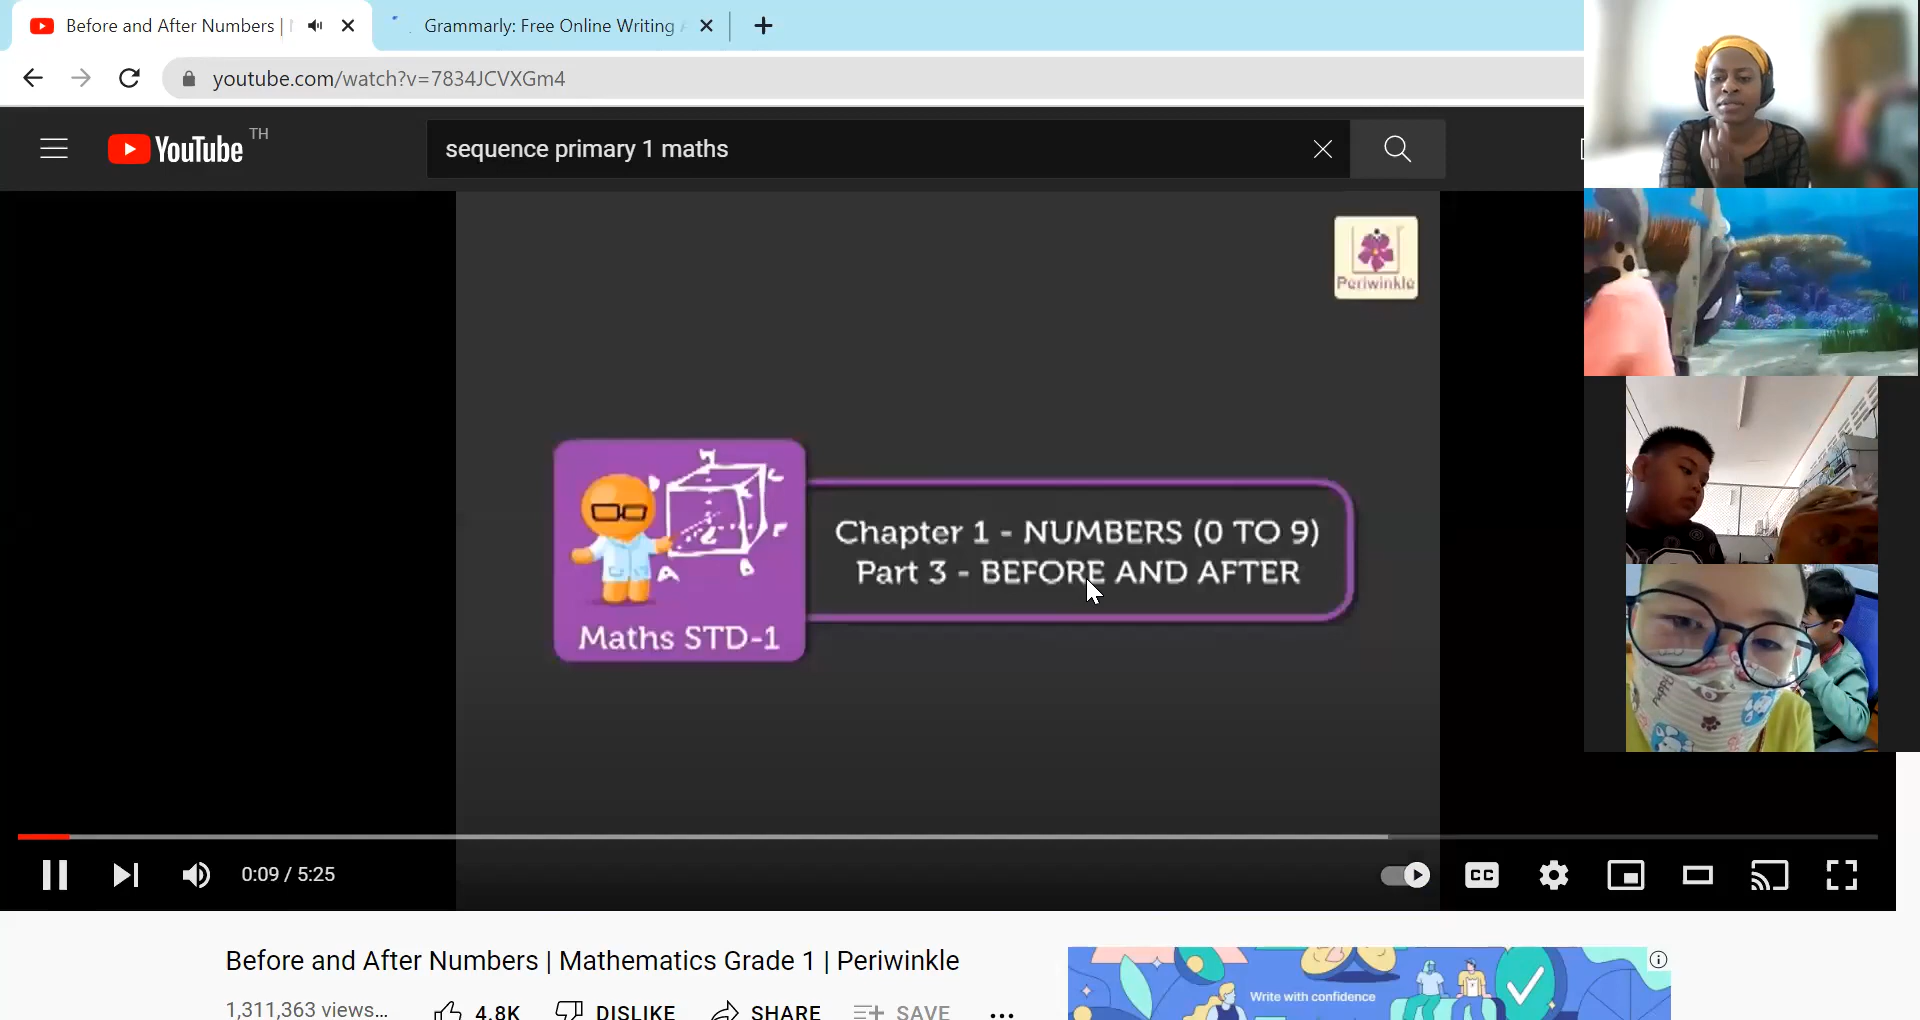 Before and After Numbers |
Grammarly: Free Online Writing
youtube.com/watch?v=7834JCVXGm4
YouTube TH
sequence primary 1 maths
Periwinkle
Chapter 1 - NUMBERS (0 TO 9)
Part 3 - BEFORE AND AFTER
A B
Maths STD-1
0:09 / 5:25
CC
Before and After Numbers | Mathematics Grade 1 | Periwinkle
1,311,363 views...
4.8K
DISLIKE
SHARE
SAVE
Write with confidence